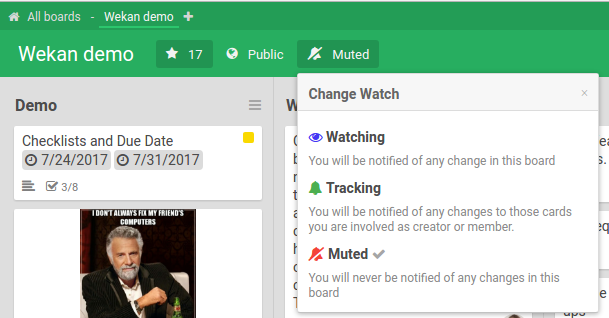 All boards - Wekan demo
Wekan demo
17
Public
Muted
Demo
Checklists and Due Date
7/24/2017 7/31/2017
3/8
I DON'T ALWAYS FIX MY FRIEND'S
COMPUTERS
Change Watch
×
Watching
You will be notified of any change in this board
Tracking
You will be notified of any changes to those cards
you are involved as creator or member.
Muted
You will never be notified of any changes in this
board